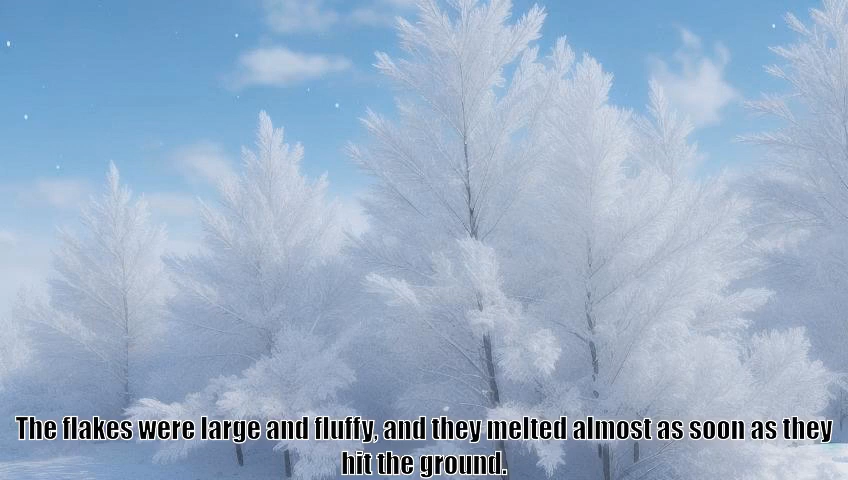 The flakes were large and fluffy, and they melted almost as soon as they
hit the ground.